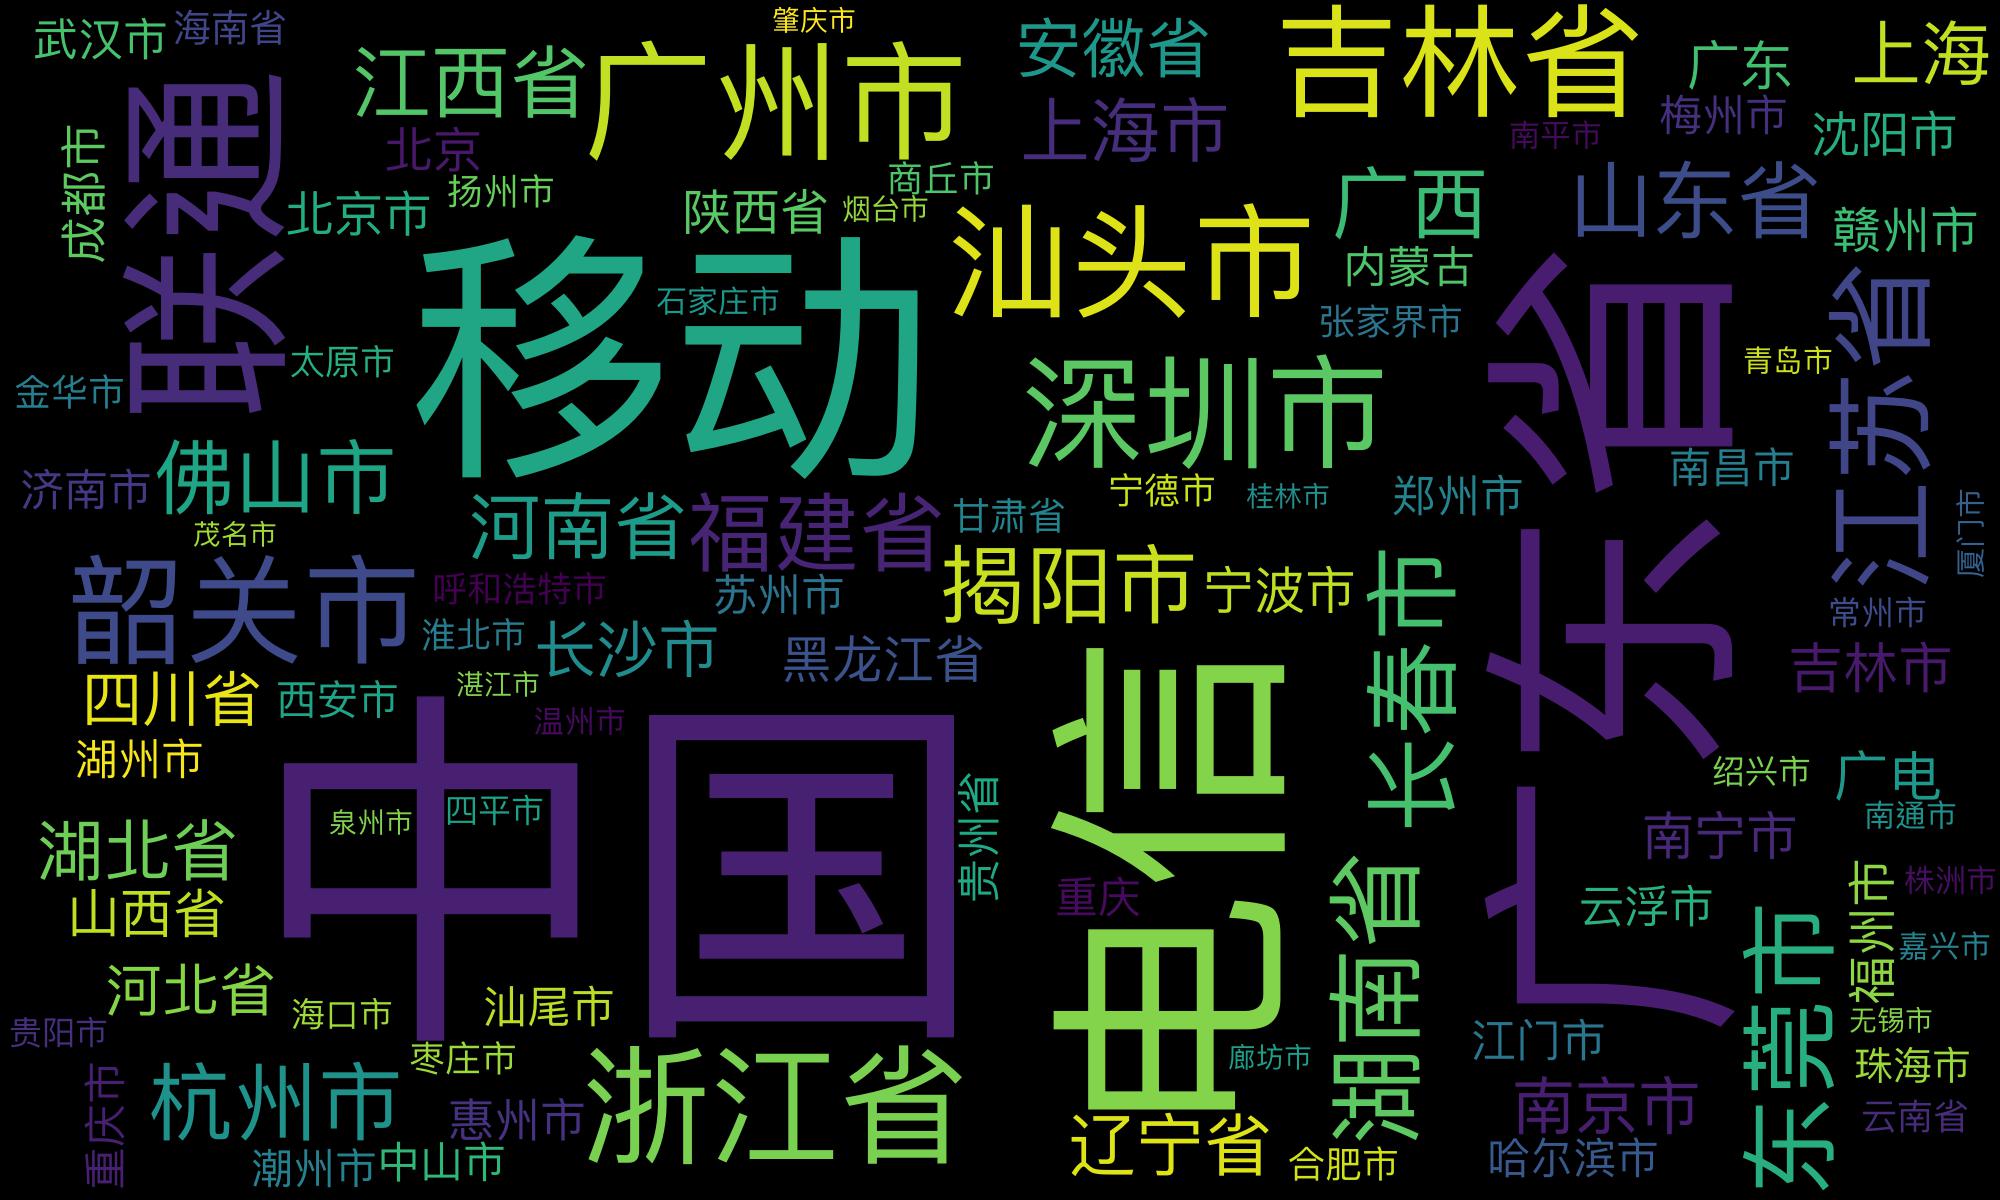 武汉市
海南省
肇庆市
江西省
广州市
安徽省
吉林省
广东
上海
联通
北京
上海市
南平市
梅州市
沈阳市
成都市
北京市
扬州市
陕西省
商丘市
烟台市
汕头市
广西
山东省
赣州市
移动
石家庄市
内蒙古
张家界市
太原市
金华市
深圳市
广东省
青岛市
江苏省
济南市
佛山市
茂名市
河南省
福建省
甘肃省
宁德市
桂林市
郑州市
南昌市
厦门市
韶关市
呼和浩特市
苏州市
揭阳市
宁波市
长春市
常州市
淮北市
长沙市
黑龙江省
吉林市
四川省
西安市
湛江市
温州市
湖州市
中国
电信
绍兴市
广电
泉州市
四平市
贵州省
南通市
南宁市
湖北省
山西省
重庆
湖南省
云浮市
福州市
株洲市
嘉兴市
河北省
海口市
汕尾市
东莞市
贵阳市
枣庄市
浙江省
廊坊市
江门市
无锡市
珠海市
重庆市
杭州市
惠州市
辽宁省
南京市
云南省
潮州市
中山市
合肥市
哈尔滨市